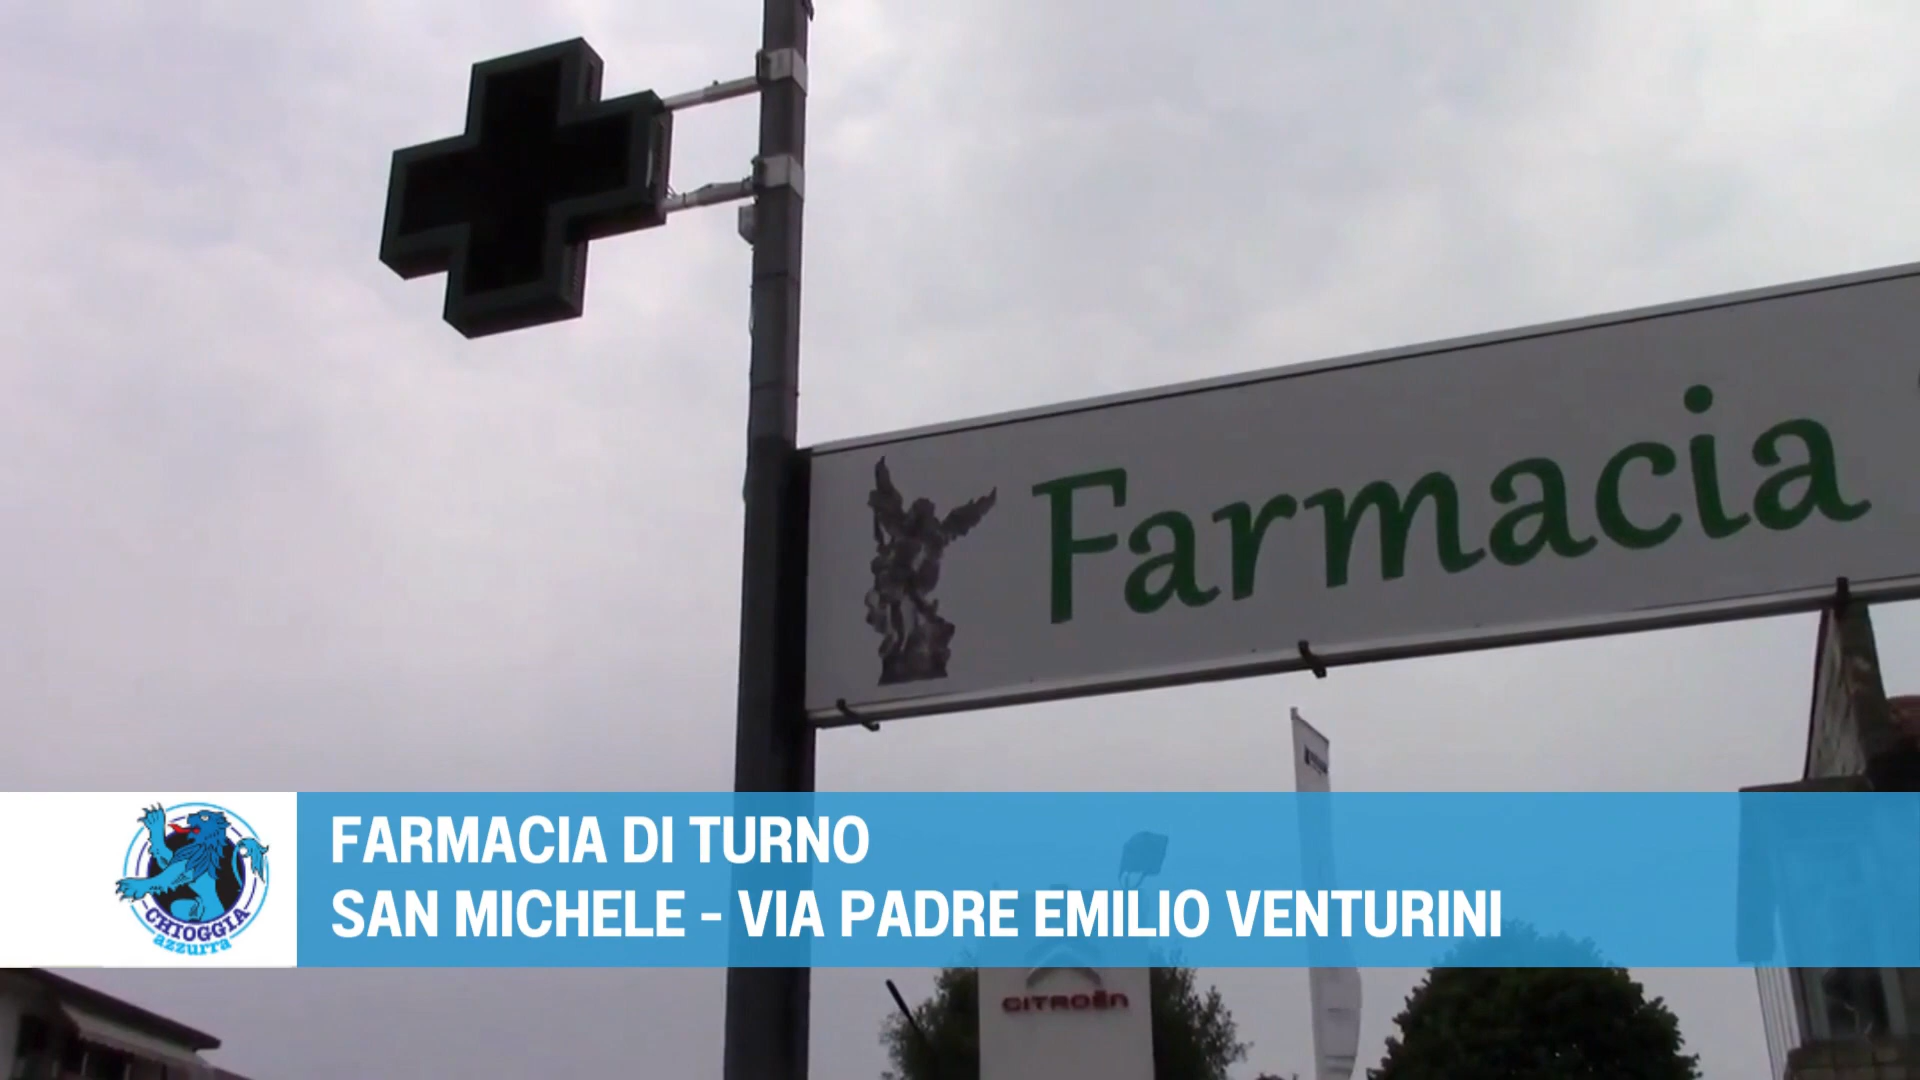 Farmacia
FARMACIA DI TURNO
SAN MICHELE - VIA PADRE EMILIO VENTURINI
CHIOGGIA
azzurra
CITROËN